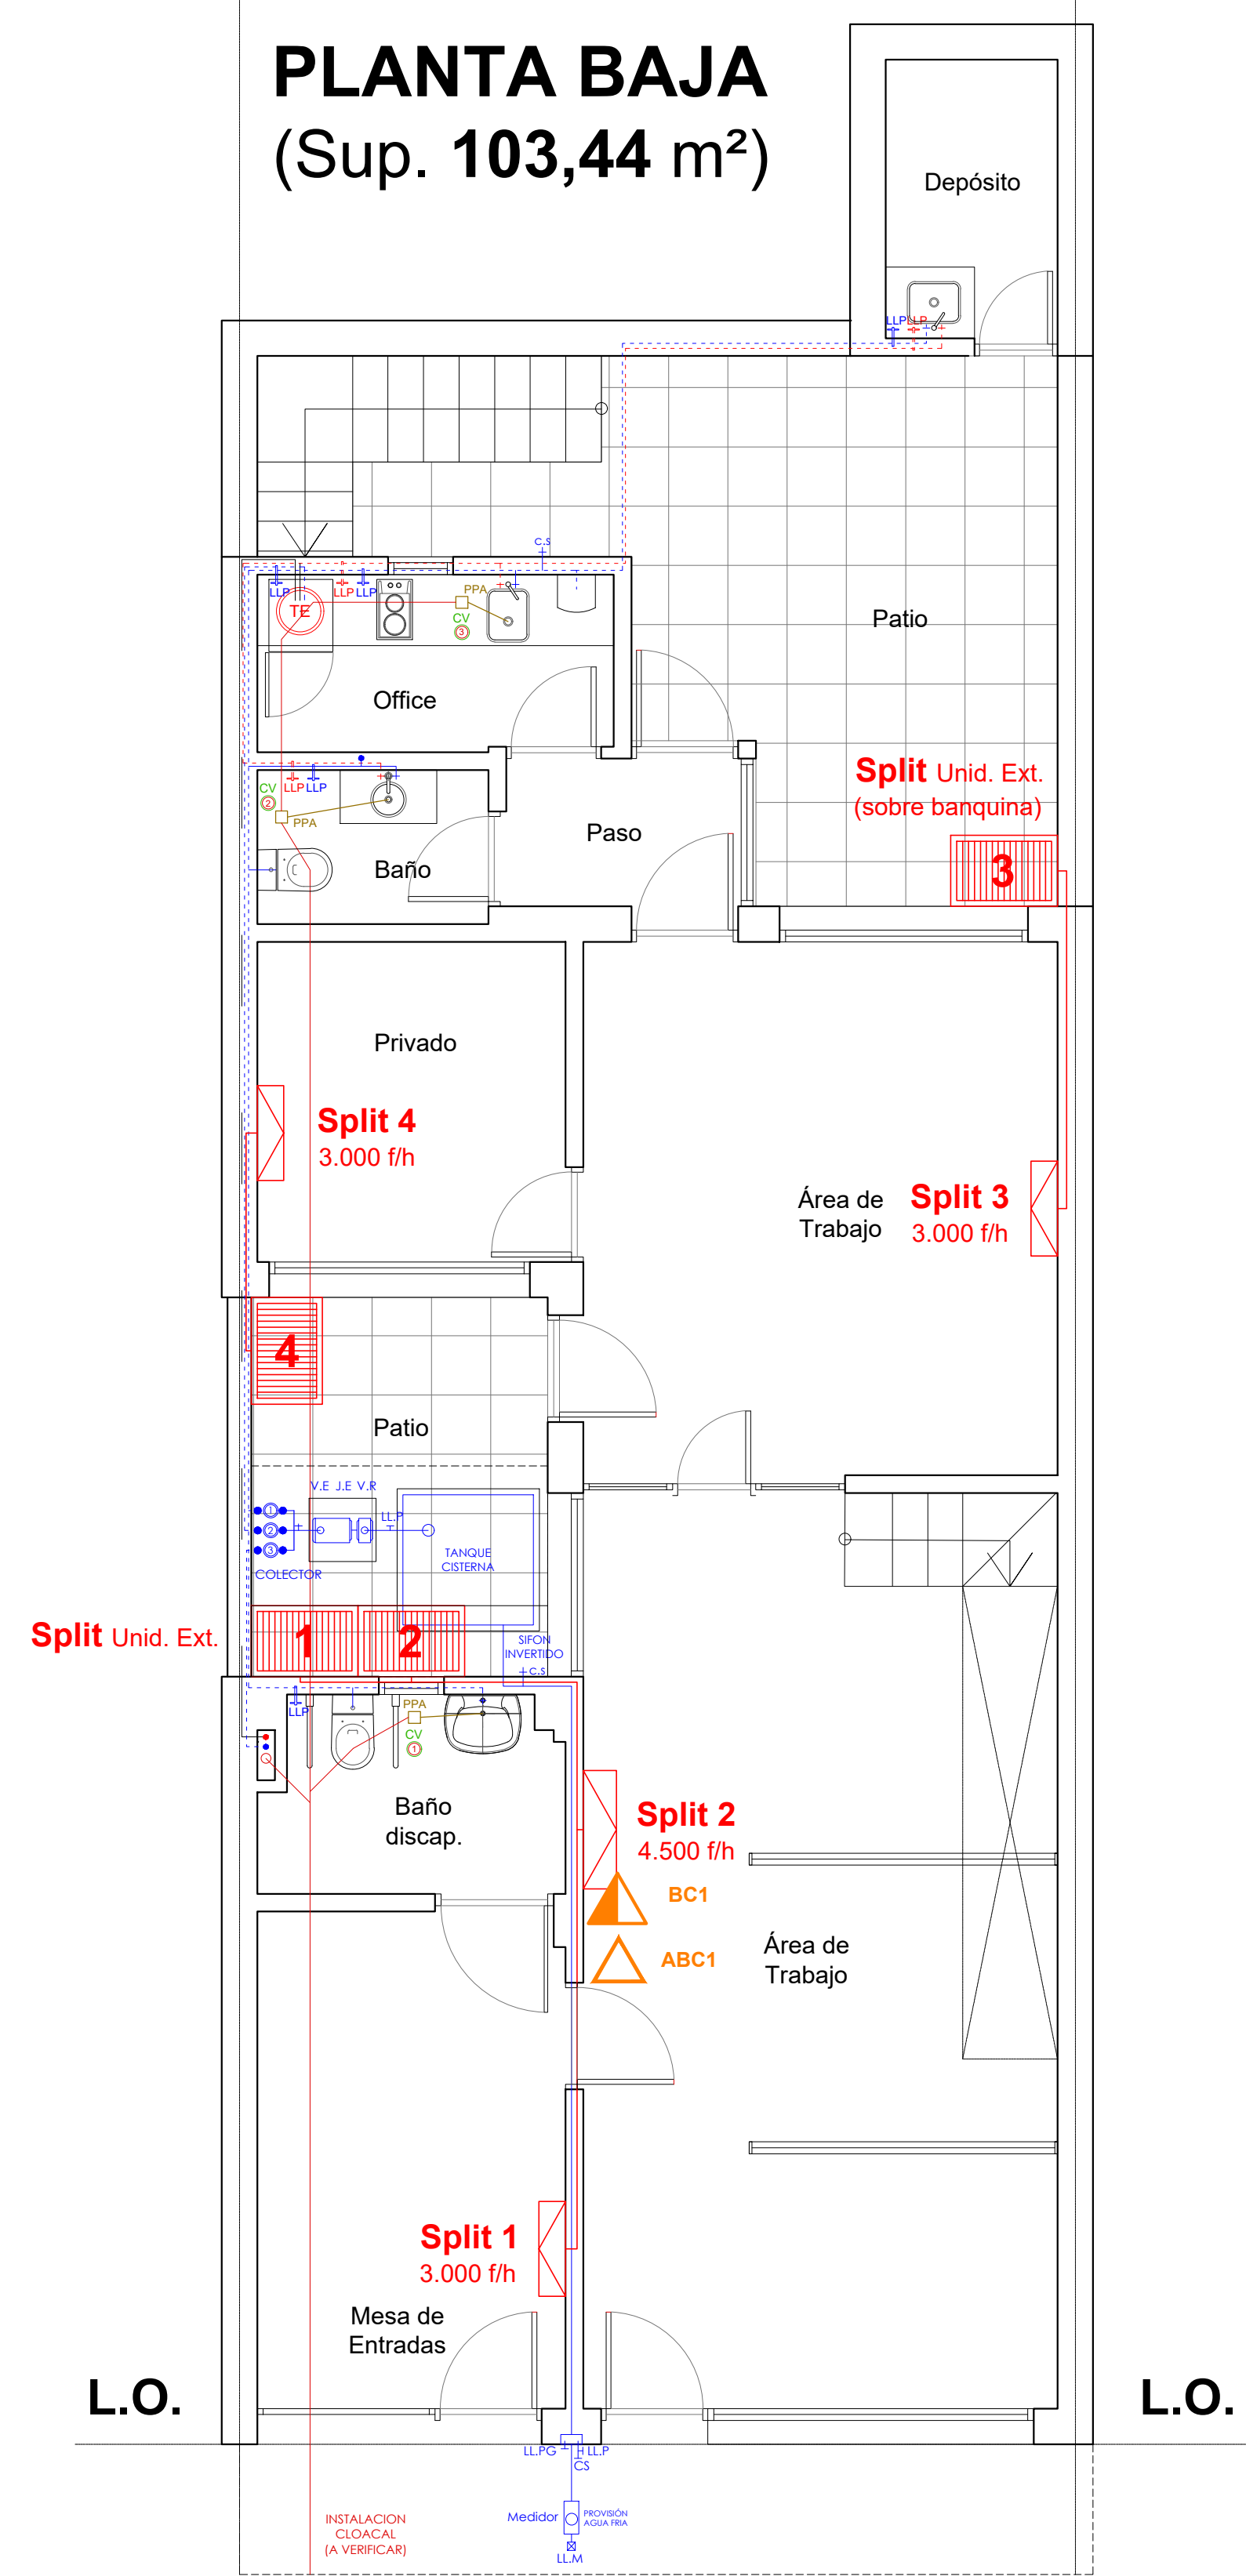 PLANTA BAJA
(Sup. 103,44 m²)
Depósito
LLP LLP
C.S
LLP
LLP LLP
TE
PPA
CV
3
Patio
Office
Split Unid. Ext.
(sobre banquina)
3
CV
2
LLP LLP
PPA
Paso
Baño
Privado
Split 4
3.000 f/h
Área de
Trabajo
Split 3
3.000 f/h
4
Patio
V.E J.E V.R
LL.P
1
2
3
COLECTOR
TANQUE
CISTERNA
Split Unid. Ext.
1
2
SIFON
INVERTIDO
C.S
LLP
PPA
CV
1
Baño
discap.
Split 2
4.500 f/h
BC1
ABC1
Área de
Trabajo
Split 1
3.000 f/h
Mesa de
Entradas
L.O.
L.O.
LL.PG
LL.P
CS
INSTALACION
CLOACAL
(A VERIFICAR)
Medidor
PROVISIÓN
AGUA FRIA
LL.M